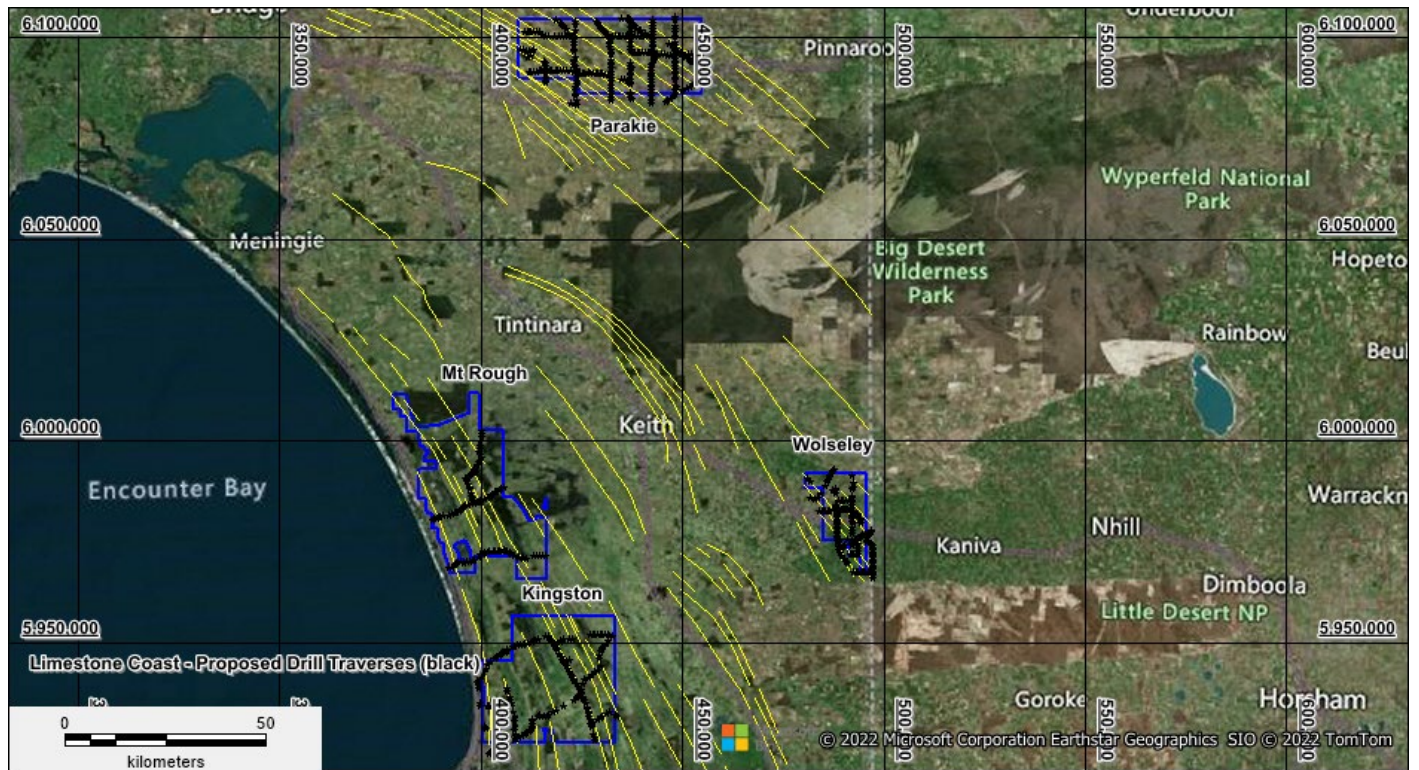 Underbool
6.100.000
350.000
400.000
450.000
500.000
550.000
600.000
6.100.000
Pinnaroo
Parakie
Wyperfeld National
Park
6.050.000
Meningie
6.050.000
Big Desert
Wilderness
Park
Hopeto
Tintinara
Rainbow
Beul
Mt Rough
6.000.000
Keith
Wolseley
6.000.000
Encounter Bay
Warrackn
Nhill
Kaniva
Kingston
Dimboola
Little Desert NP
5.950.000
5.950.000
Limestone Coast - Proposed Drill Traverses (black)
400.000
450.000
500.000
550.000
600.000
Goroke
Horsham
0 50
kilometers
© 2022 Microsoft Corporation Earthstar Geographics SIO © 2022 TomTom